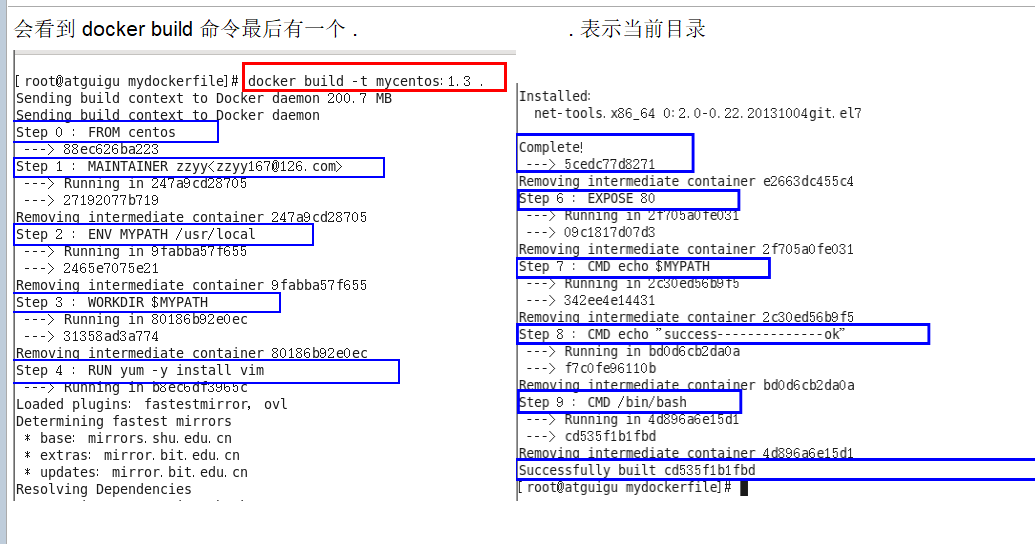 会看到 docker build 命令最后有一个 .
. 表示当前目录
[root@atguigu mydockerfile]# docker build -t mycentos:1.3 .
Sending build context to Docker daemon 200.7 MB
Sending build context to Docker daemon
Step 0 : FROM centos
---> 88ec626ba223
Step 1 : MAINTAINER zzyy<zzyy167@126.com>
---> Running in 247a9cd28705
---> 27192077b719
Removing intermediate container 247a9cd28705
Step 2 : ENV MYPATH /usr/local
---> Running in 9fabba57f655
---> 2465e7075e21
Removing intermediate container 9fabba57f655
Step 3 : WORKDIR $MYPATH
---> Running in 80186b92e0ec
---> 31358ad3a774
Removing intermediate container 80186b92e0ec
Step 4 : RUN yum -y install vim
---> Running in b8ec6df3965c
Loaded plugins: fastestmirror, ovl
Determining fastest mirrors
* base: mirrors.shu.edu.cn
* extras: mirror.bit.edu.cn
* updates: mirror.bit.edu.cn
Resolving Dependencies
Installed:
net-tools.x86_64 0:2.0-0.22.20131004git.el7
Complete!
---> 5cedc77d8271
Removing intermediate container e2663dc455c4
Step 6 : EXPOSE 80
---> Running in 2f705a0fe031
---> 09c1817d07d3
Removing intermediate container 2f705a0fe031
Step 7 : CMD echo $MYPATH
---> Running in 2c30ed56b9f5
---> 342ee4e14431
Removing intermediate container 2c30ed56b9f5
Step 8 : CMD echo "success--------------ok"
---> Running in bd0d6cb2da0a
---> f7c0fe96110b
Removing intermediate container bd0d6cb2da0a
Step 9 : CMD /bin/bash
---> Running in 4d896a6e15d1
---> cd535f1b1fbd
Removing intermediate container 4d896a6e15d1
Successfully built cd535f1b1fbd
[root@atguigu mydockerfile]#